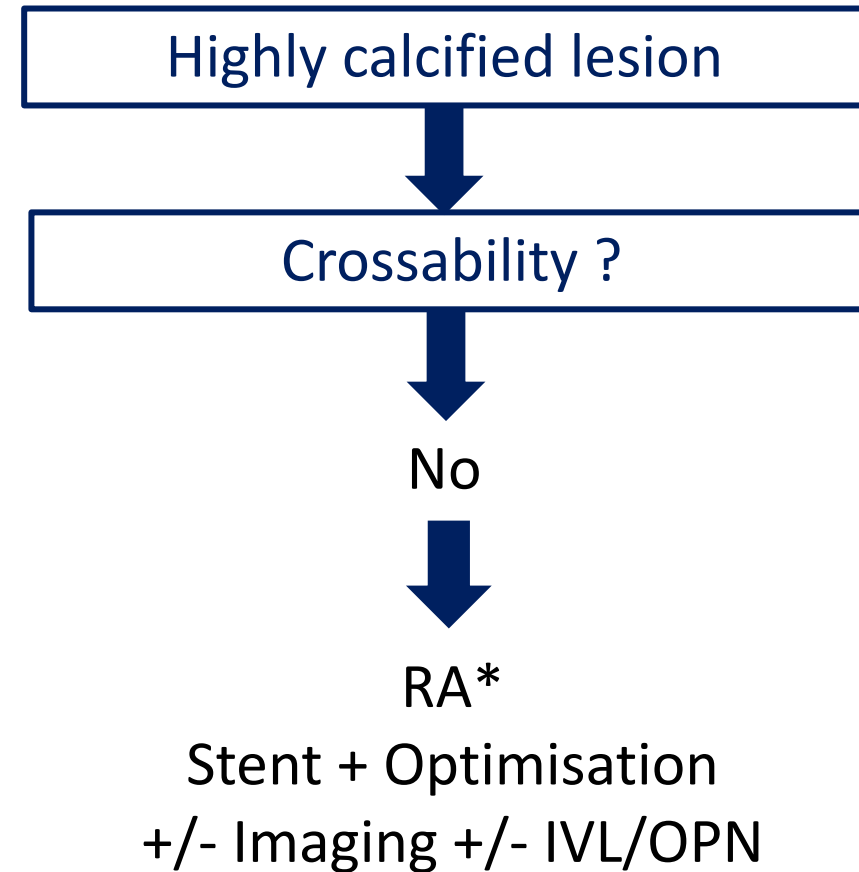 Highly calcified lesion
Crossability ?
No
RA*
Stent + Optimisation
+/- Imaging +/- IVL/OPN